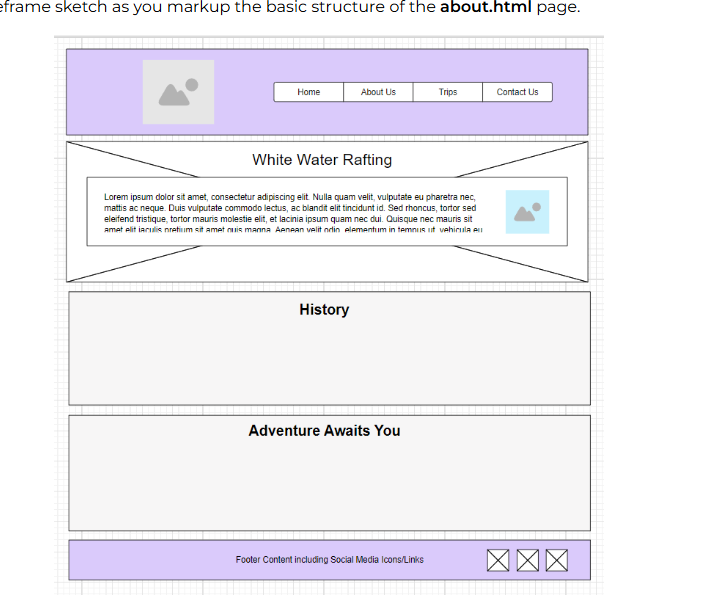 eframe sketch as you markup the basic structure of the about.html page.
Home About Us Trips Contact Us
White Water Rafting
Lorem ipsum dolor sit amet, consectetur adipiscing elit. Nulla quam velit, vulputate eu pharetra nec,
mattis ac neque. Duis vulputate commodo lectus, ac blandit elit tincidunt id. Sed rhoncus, tortor sed
eleifend tristique, tortor mauris molestie elit, et lacinia ipsum quam nec dui. Quisque nec mauris sit
amet elit iaculis pretium sit amet quis magna. Aenean velit odio, elementum in tempus ut, vehicula eu
History
Adventure Awaits You
Footer Content including Social Media Icons/Links